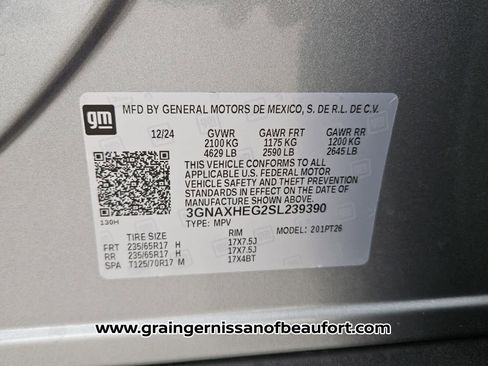 gm
MFD BY GENERAL MOTORS DE MEXICO, S. DE R.L. DE C.V.
12/24 GVWR GAWR FRT GAWR RR
2100 KG 1175 KG 1200 KG
4629 LB 2590 LB 2645 LB
THIS VEHICLE CONFORMS TO ALL
APPLICABLE U.S. FEDERAL MOTOR
VEHICLE SAFETY AND THEFT PREVENTION
STANDARDS IN EFFECT ON THE DATE OF
MANUFACTURE SHOWN ABOVE.
3GNAXHEG2SL239390
130H TYPE: MPV MODEL: 201PT26
TIRE SIZE RIM
FRT 235/65R17 H 17X7.5J
RR 235/65R17 H 17X7.5J
SPA T125/70R17 M 17X4BT
www.graingernissanofbeaufort.com